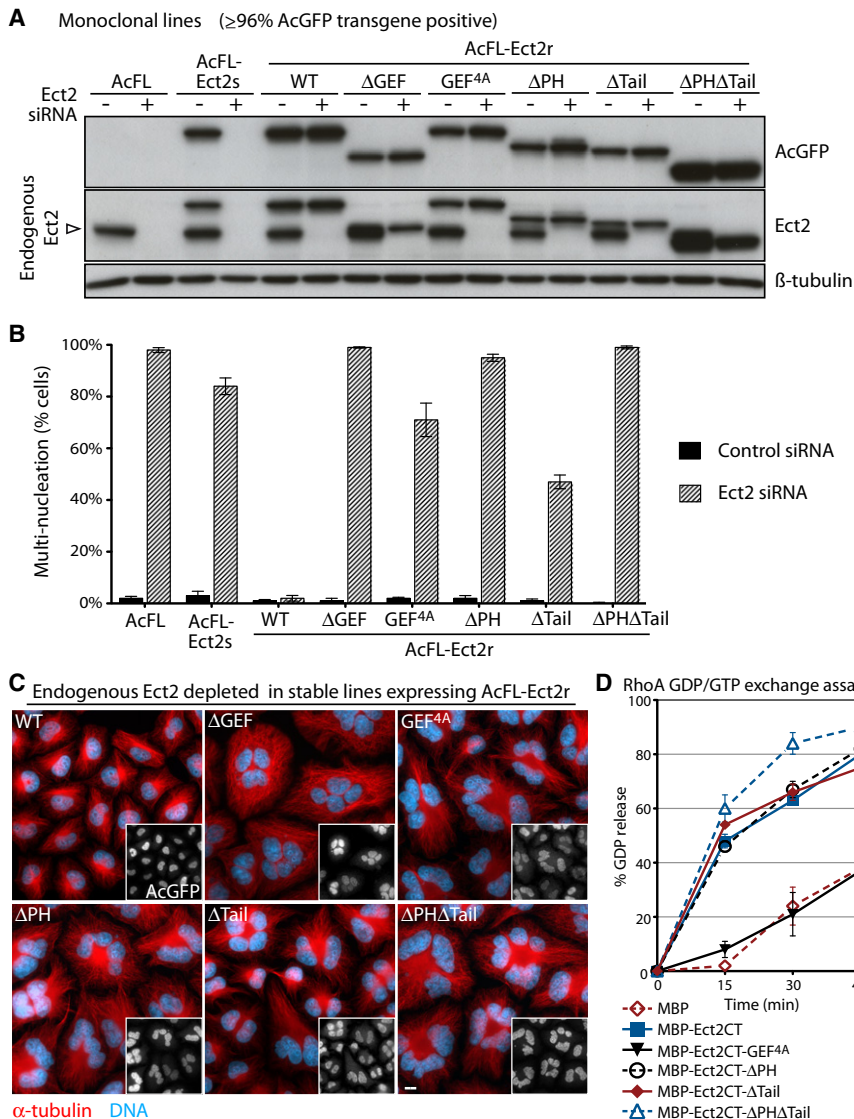 A Monoclonal lines (≥96% AcGFP transgene positive)
AcFL-Ect2r
AcFL AcFL-Ect2s WT ΔGEF GEF4A ΔPH ΔTail ΔPHΔTail
Ect2 siRNA - + - + - + - + - + - + - + - +
AcGFP
Endogenous Ect2
Ect2
ß-tubulin
B
Multi-nucleation (% cells)
100%
80%
60%
40%
20%
0%
Control siRNA
Ect2 siRNA
AcFL AcFL-Ect2s WT ΔGEF GEF4A ΔPH ΔTail ΔPHΔTail
AcFL-Ect2r
C Endogenous Ect2 depleted in stable lines expressing AcFL-Ect2r
WT ΔGEF GEF4A
AcGFP
ΔPH ΔTail ΔPHΔTail
α-tubulin DNA
D RhoA GDP/GTP exchange assa
% GDP release
100
80
60
40
20
0
0 15 30
Time (min)
MBP
MBP-Ect2CT
MBP-Ect2CT-GEF4A
MBP-Ect2CT-ΔPH
MBP-Ect2CT-ΔTail
MBP-Ect2CT-ΔPHΔTail